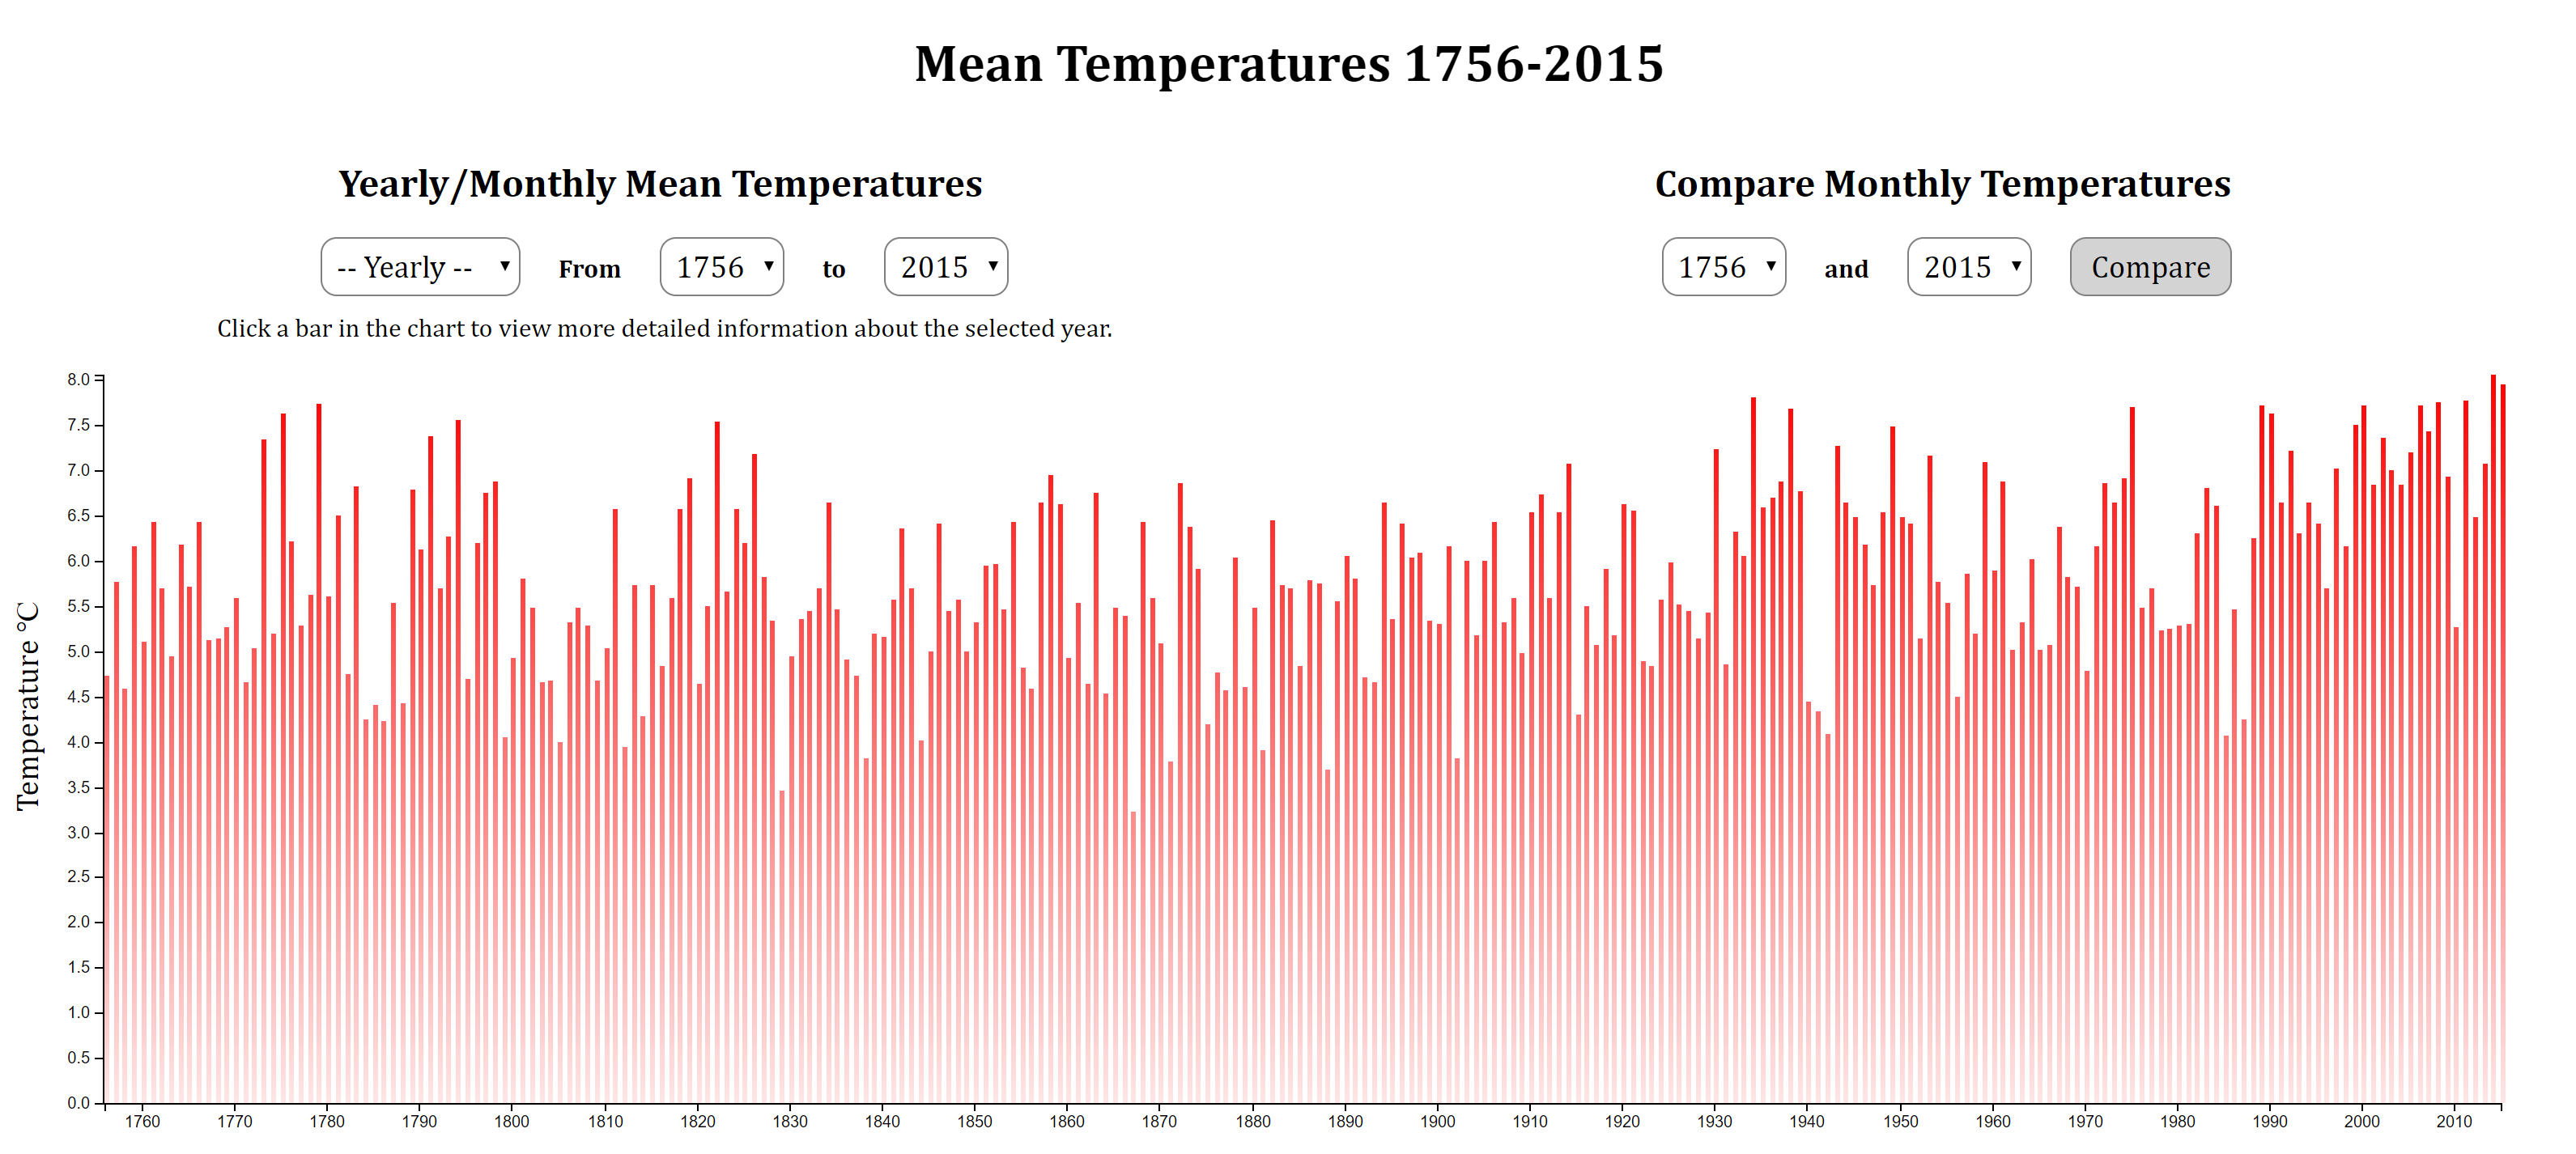 Mean Temperatures 1756-2015
Yearly/Monthly Mean Temperatures
-- Yearly -- From 1756 to 2015
Click a bar in the chart to view more detailed information about the selected year.
Compare Monthly Temperatures
1756 and 2015 Compare
Temperature °C
8.0
7.5
7.0
6.5
6.0
5.5
5.0
4.5
4.0
3.5
3.0
2.5
2.0
1.5
1.0
0.5
0.0
1760 1770 1780 1790 1800 1810 1820 1830 1840 1850 1860 1870 1880 1890 1900 1910 1920 1930 1940 1950 1960 1970 1980 1990 2000 2010